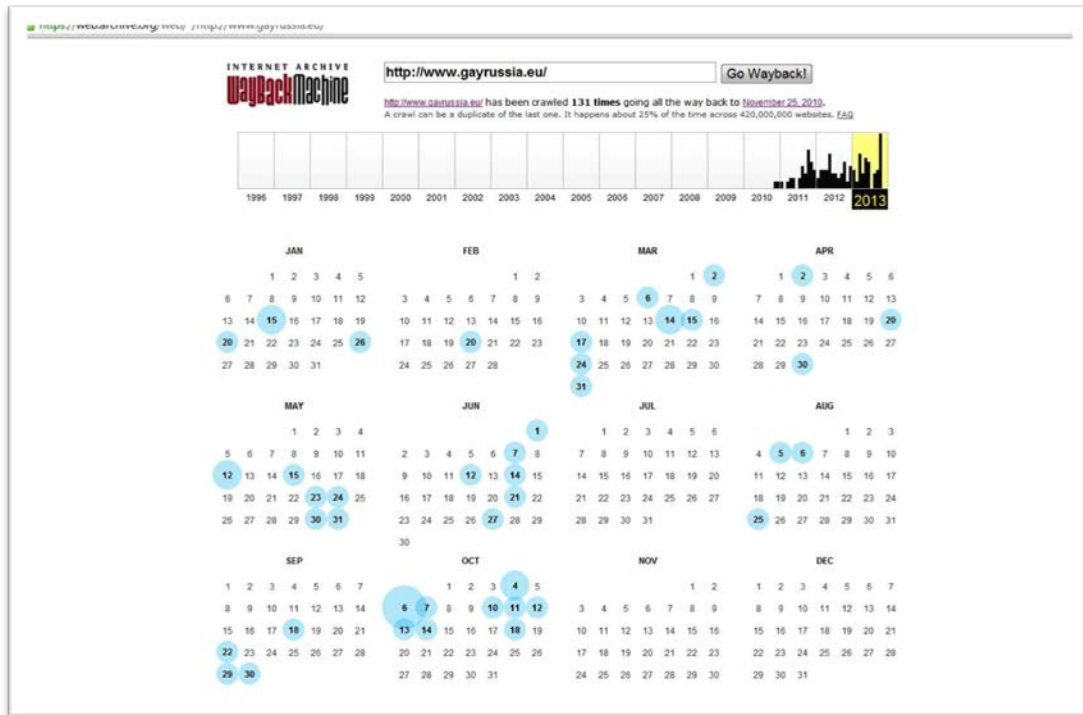 https://web.archive.org/web/*/http://www.gayrussia.eu/
INTERNET ARCHIVE
WayBackMachine
http://www.gayrussia.eu/ Go Wayback!
http://www.gayrussia.eu/ has been crawled 131 times going all the way back to November 25, 2010.
A crawl can be a duplicate of the last one. It happens about 25% of the time across 420,000,000 websites. FAQ
1996 1997 1998 1999 2000 2001 2002 2003 2004 2005 2006 2007 2008 2009 2010 2011 2012 2013
JAN FEB MAR APR
1 2 3 4 5 1 2 1 2 1 2 3 4 5 6
6 7 8 9 10 11 12 3 4 5 6 7 8 9 3 4 5 6 7 8 9 7 8 9 10 11 12 13
13 14 15 16 17 18 19 10 11 12 13 14 15 16 10 11 12 13 14 15 16 14 15 16 17 18 19 20
20 21 22 23 24 25 26 17 18 19 20 21 22 23 17 18 19 20 21 22 23 21 22 23 24 25 26 27
27 28 29 30 31 24 25 26 27 28 24 25 26 27 28 29 30 28 29 30
31
MAY JUN JUL AUG
1 2 3 4 1 1 2 3 4 5 6 1 2 3
5 6 7 8 9 10 11 2 3 4 5 6 7 8 7 8 9 10 11 12 13 4 5 6 7 8 9 10
12 13 14 15 16 17 18 9 10 11 12 13 14 15 14 15 16 17 18 19 20 11 12 13 14 15 16 17
19 20 21 22 23 24 25 16 17 18 19 20 21 22 21 22 23 24 25 26 27 18 19 20 21 22 23 24
26 27 28 29 30 31 23 24 25 26 27 28 29 28 29 30 31 25 26 27 28 29 30 31
30
SEP OCT NOV DEC
1 2 3 4 5 6 7 1 2 3 4 5 1 2 1 2 3 4 5 6 7
8 9 10 11 12 13 14 6 7 8 9 10 11 12 3 4 5 6 7 8 9 8 9 10 11 12 13 14
15 16 17 18 19 20 21 13 14 15 16 17 18 19 10 11 12 13 14 15 16 15 16 17 18 19 20 21
22 23 24 25 26 27 28 20 21 22 23 24 25 26 17 18 19 20 21 22 23 22 23 24 25 26 27 28
29 30 27 28 29 30 31 24 25 26 27 28 29 30 29 30 31